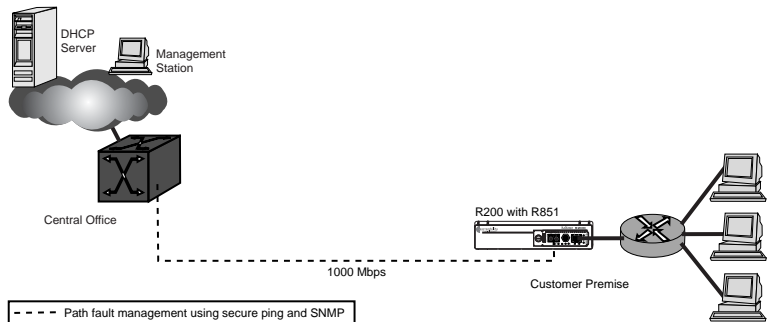 DHCP
Server
Management
Station
Central Office
R200 with R851
1000 Mbps
Customer Premise
Path fault management using secure ping and SNMP